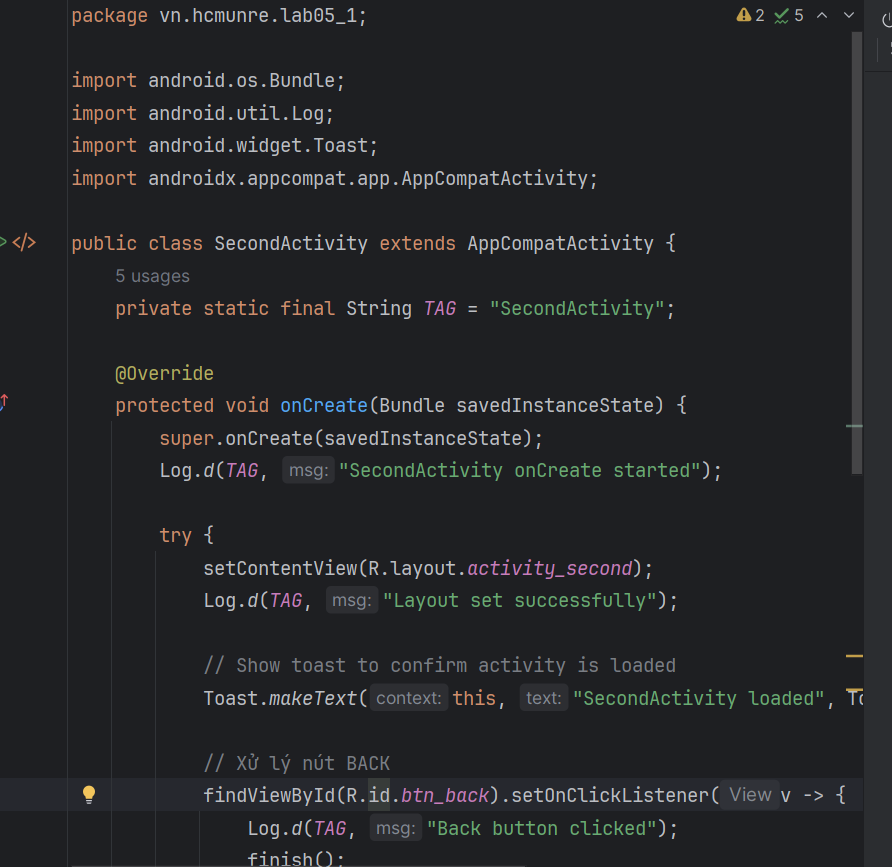 package vn.hcmunre.lab05_1;
2 5
import android.os.Bundle;
import android.util.Log;
import android.widget.Toast;
import androidx.appcompat.app.AppCompatActivity;
public class SecondActivity extends AppCompatActivity {
5 usages
private static final String TAG = "SecondActivity";
@Override
protected void onCreate(Bundle savedInstanceState) {
super.onCreate(savedInstanceState);
Log.d(TAG, msg: "SecondActivity onCreate started");
try {
setContentView(R.layout.activity_second);
Log.d(TAG, msg: "Layout set successfully");
// Show toast to confirm activity is loaded
Toast.makeText( context: this, text: "SecondActivity loaded", To
// Xử lý nút BACK
findViewById(R.id.btn_back).setOnClickListener( View v -> {
Log.d(TAG, msg: "Back button clicked");
finish();